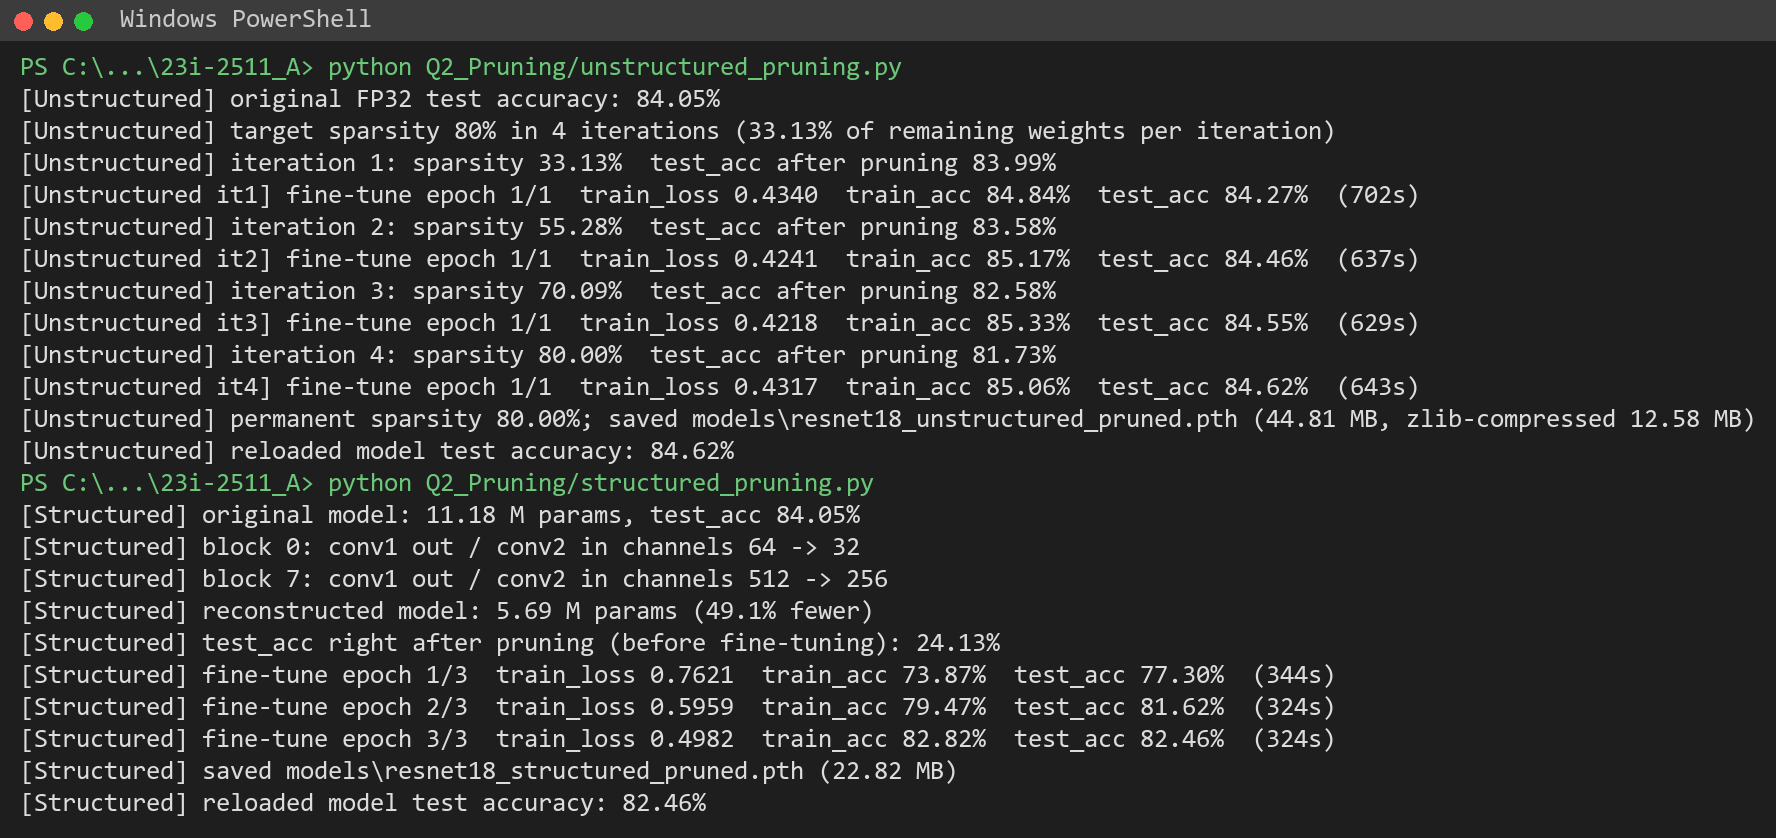 Windows PowerShell
PS C:\...\23i-2511_A> python Q2_Pruning/unstructured_pruning.py
[Unstructured] original FP32 test accuracy: 84.05%
[Unstructured] target sparsity 80% in 4 iterations (33.13% of remaining weights per iteration)
[Unstructured] iteration 1: sparsity 33.13%  test_acc after pruning 83.99%
[Unstructured it1] fine-tune epoch 1/1  train_loss 0.4340  train_acc 84.84%  test_acc 84.27%  (702s)
[Unstructured] iteration 2: sparsity 55.28%  test_acc after pruning 83.58%
[Unstructured it2] fine-tune epoch 1/1  train_loss 0.4241  train_acc 85.17%  test_acc 84.46%  (637s)
[Unstructured] iteration 3: sparsity 70.09%  test_acc after pruning 82.58%
[Unstructured it3] fine-tune epoch 1/1  train_loss 0.4218  train_acc 85.33%  test_acc 84.55%  (629s)
[Unstructured] iteration 4: sparsity 80.00%  test_acc after pruning 81.73%
[Unstructured it4] fine-tune epoch 1/1  train_loss 0.4317  train_acc 85.06%  test_acc 84.62%  (643s)
[Unstructured] permanent sparsity 80.00%; saved models\resnet18_unstructured_pruned.pth (44.81 MB, zlib-compressed 12.58 MB)
[Unstructured] reloaded model test accuracy: 84.62%
PS C:\...\23i-2511_A> python Q2_Pruning/structured_pruning.py
[Structured] original model: 11.18 M params, test_acc 84.05%
[Structured] block 0: conv1 out / conv2 in channels 64 -> 32
[Structured] block 7: conv1 out / conv2 in channels 512 -> 256
[Structured] reconstructed model: 5.69 M params (49.1% fewer)
[Structured] test_acc right after pruning (before fine-tuning): 24.13%
[Structured] fine-tune epoch 1/3  train_loss 0.7621  train_acc 73.87%  test_acc 77.30%  (344s)
[Structured] fine-tune epoch 2/3  train_loss 0.5959  train_acc 79.47%  test_acc 81.62%  (324s)
[Structured] fine-tune epoch 3/3  train_loss 0.4982  train_acc 82.82%  test_acc 82.46%  (324s)
[Structured] saved models\resnet18_structured_pruned.pth (22.82 MB)
[Structured] reloaded model test accuracy: 82.46%